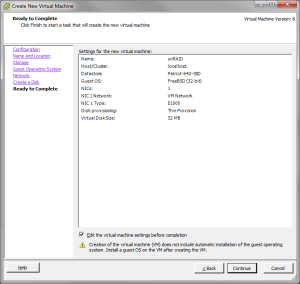 Create New Virtual Machine
Ready to Complete
Click Finish to start a task that will create the new virtual machine
Virtual Machine Version: 8
Configuration
Name and Location
Storage
Guest Operating System
Network
Create a Disk
Ready to Complete
Settings for the new virtual machine:
Name: unRAID
Host/Cluster: localhost.
Datastore: Patriot-64G-SSD
Guest OS: FreeBSD (32-bit)
NICs: 1
NIC 1 Network: VM Network
NIC 1 Type: E1000
Disk provisioning: Thin Provision
Virtual Disk Size: 32 MB
Edit the virtual machine settings before completion
Creation of the virtual machine (VM) does not include automatic installation of the guest operating
system. Install a guest OS on the VM after creating the VM.
Help
< Back
Continue
Cancel